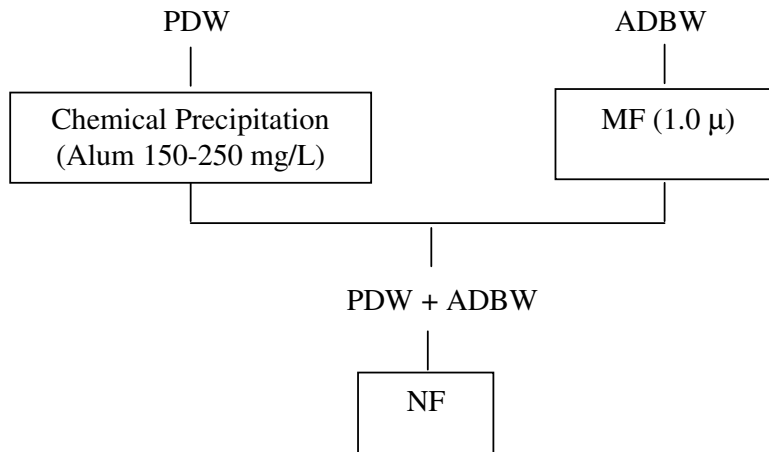 PDW
ADBW
Chemical Precipitation
(Alum 150-250 mg/L)
MF (1.0 μ)
PDW + ADBW
NF